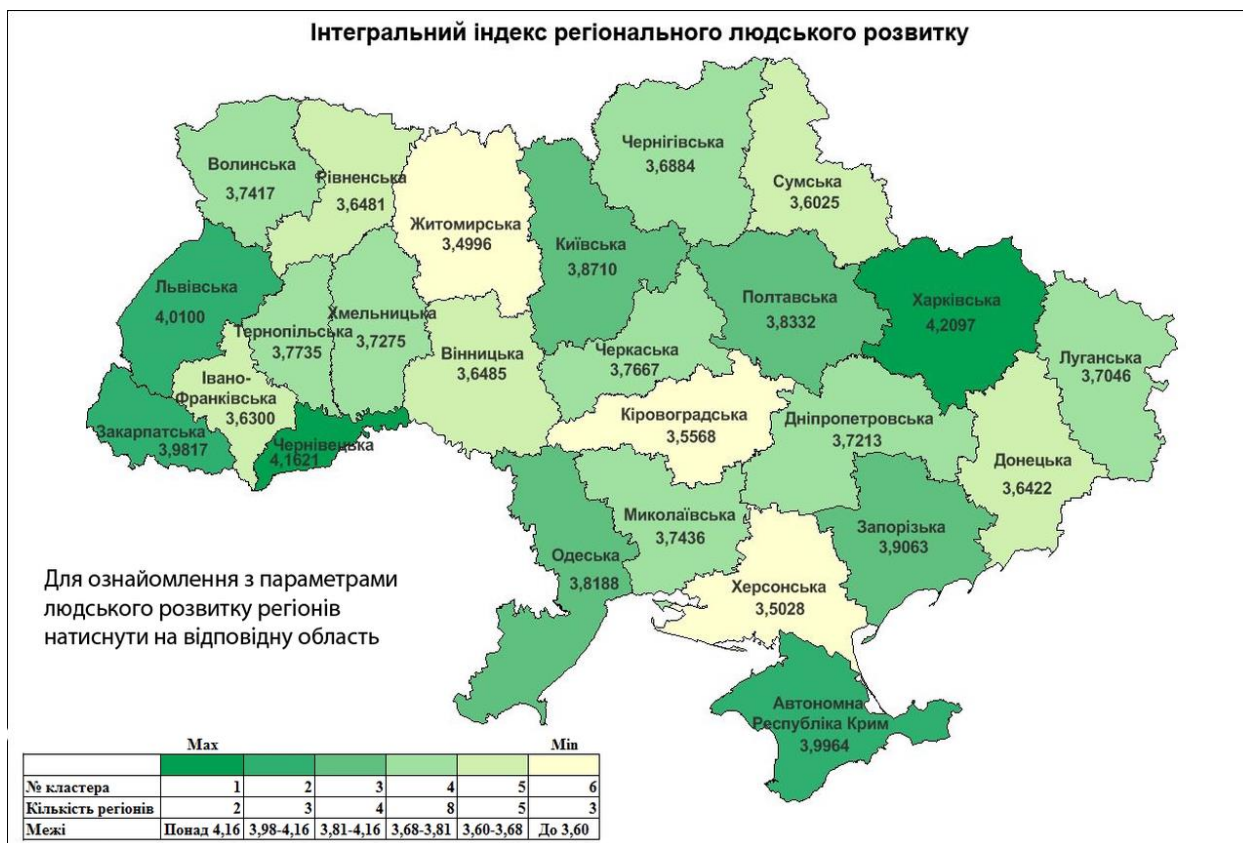 Інтегральний індекс регіонального людського розвитку
Чернігівська
3,6884
Волинська
3,7417
Рівненська
3,6481
Сумська
3,6025
Житомирська
3,4996
Київська
3,8710
Львівська
4,0100
Полтавська
3,8332
Харківська
4,2097
Хмельницька
3,7275
Тернопільська
3,7735
Вінницька
3,6485
Черкаська
3,7667
Луганська
3,7046
Івано-
Франківська
3,6300
Кіровоградська
3,5568
Дніпропетровська
3,7213
Закарпатська
3,9817
Чернівецька
4,1621
Донецька
3,6422
Миколаївська
3,7436
Запорізька
3,9063
Одеська
3,8188
Херсонська
3,5028
Для ознайомлення з параметрами
людського розвитку регіонів
натиснути на відповідну область
Автономна
Республіка Крим
3,9964
Max Min
№ кластера 1 2 3 4 5 6
Кількість регіонів 2 3 4 8 5 3
Межі Понад 4,16 3,98-4,16 3,81-4,16 3,68-3,81 3,60-3,68 До 3,60